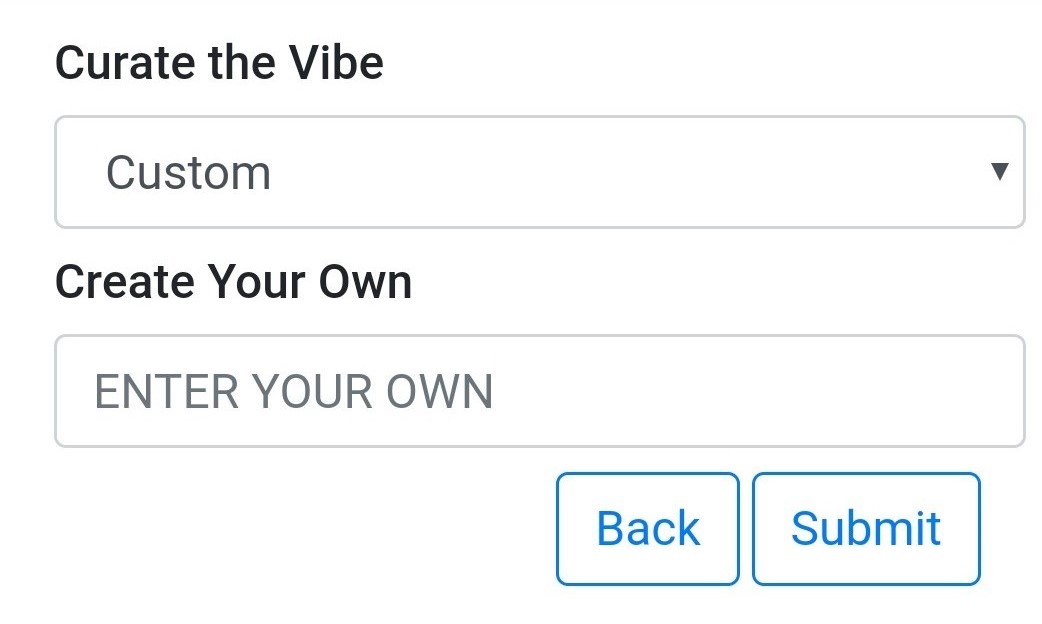 Curate the Vibe
Custom
Create Your Own
ENTER YOUR OWN
Back Submit